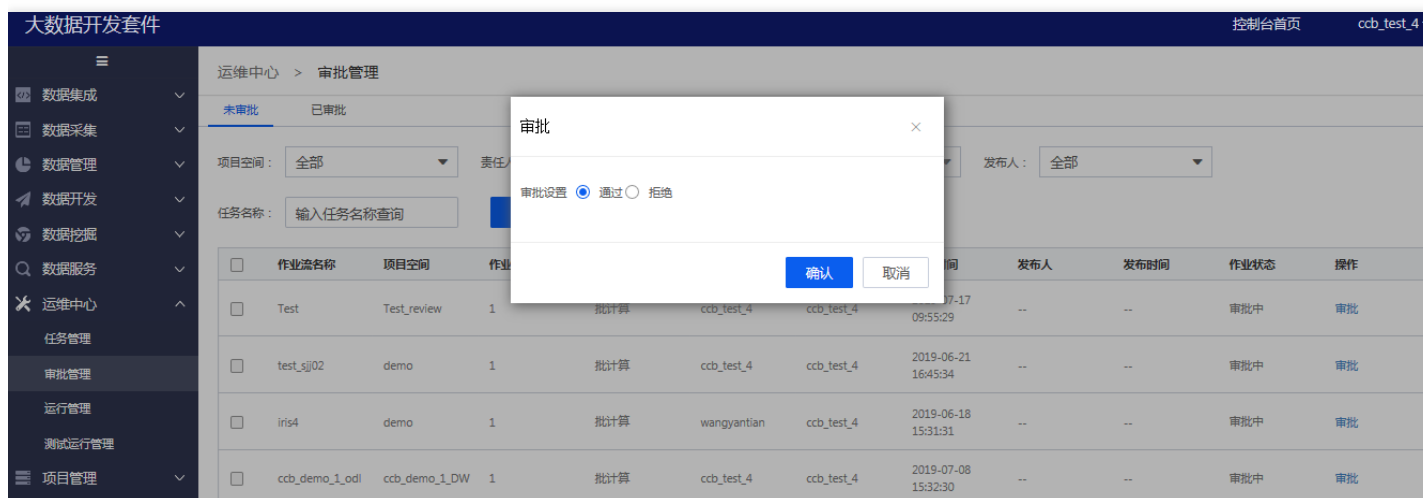 大数据开发套件 控制台首页 ccb_test_4
数据集成
数据采集
数据管理
数据开发
数据挖掘
数据服务
运维中心
任务管理
审批管理
运行管理
测试运行管理
项目管理
运维中心 > 审批管理
未审批 已审批
项目空间： 全部 责任人 发布人： 全部
任务名称： 输入任务名称查询
审批
审批设置 通过 拒绝
确认 取消
作业流名称 项目空间 作业 间 发布人 发布时间 作业状态 操作
Test Test_review 1 批计算 ccb_test_4 ccb_test_4 07-17 09:55:29 -- -- 审批中 审批
test_sjj02 demo 1 批计算 ccb_test_4 ccb_test_4 2019-06-21 16:45:34 -- -- 审批中 审批
iris4 demo 1 批计算 wangyantian ccb_test_4 2019-06-18 15:31:31 -- -- 审批中 审批
ccb_demo_1_odl ccb_demo_1_DW 1 批计算 ccb_test_4 ccb_test_4 2019-07-08 15:32:30 -- -- 审批中 审批